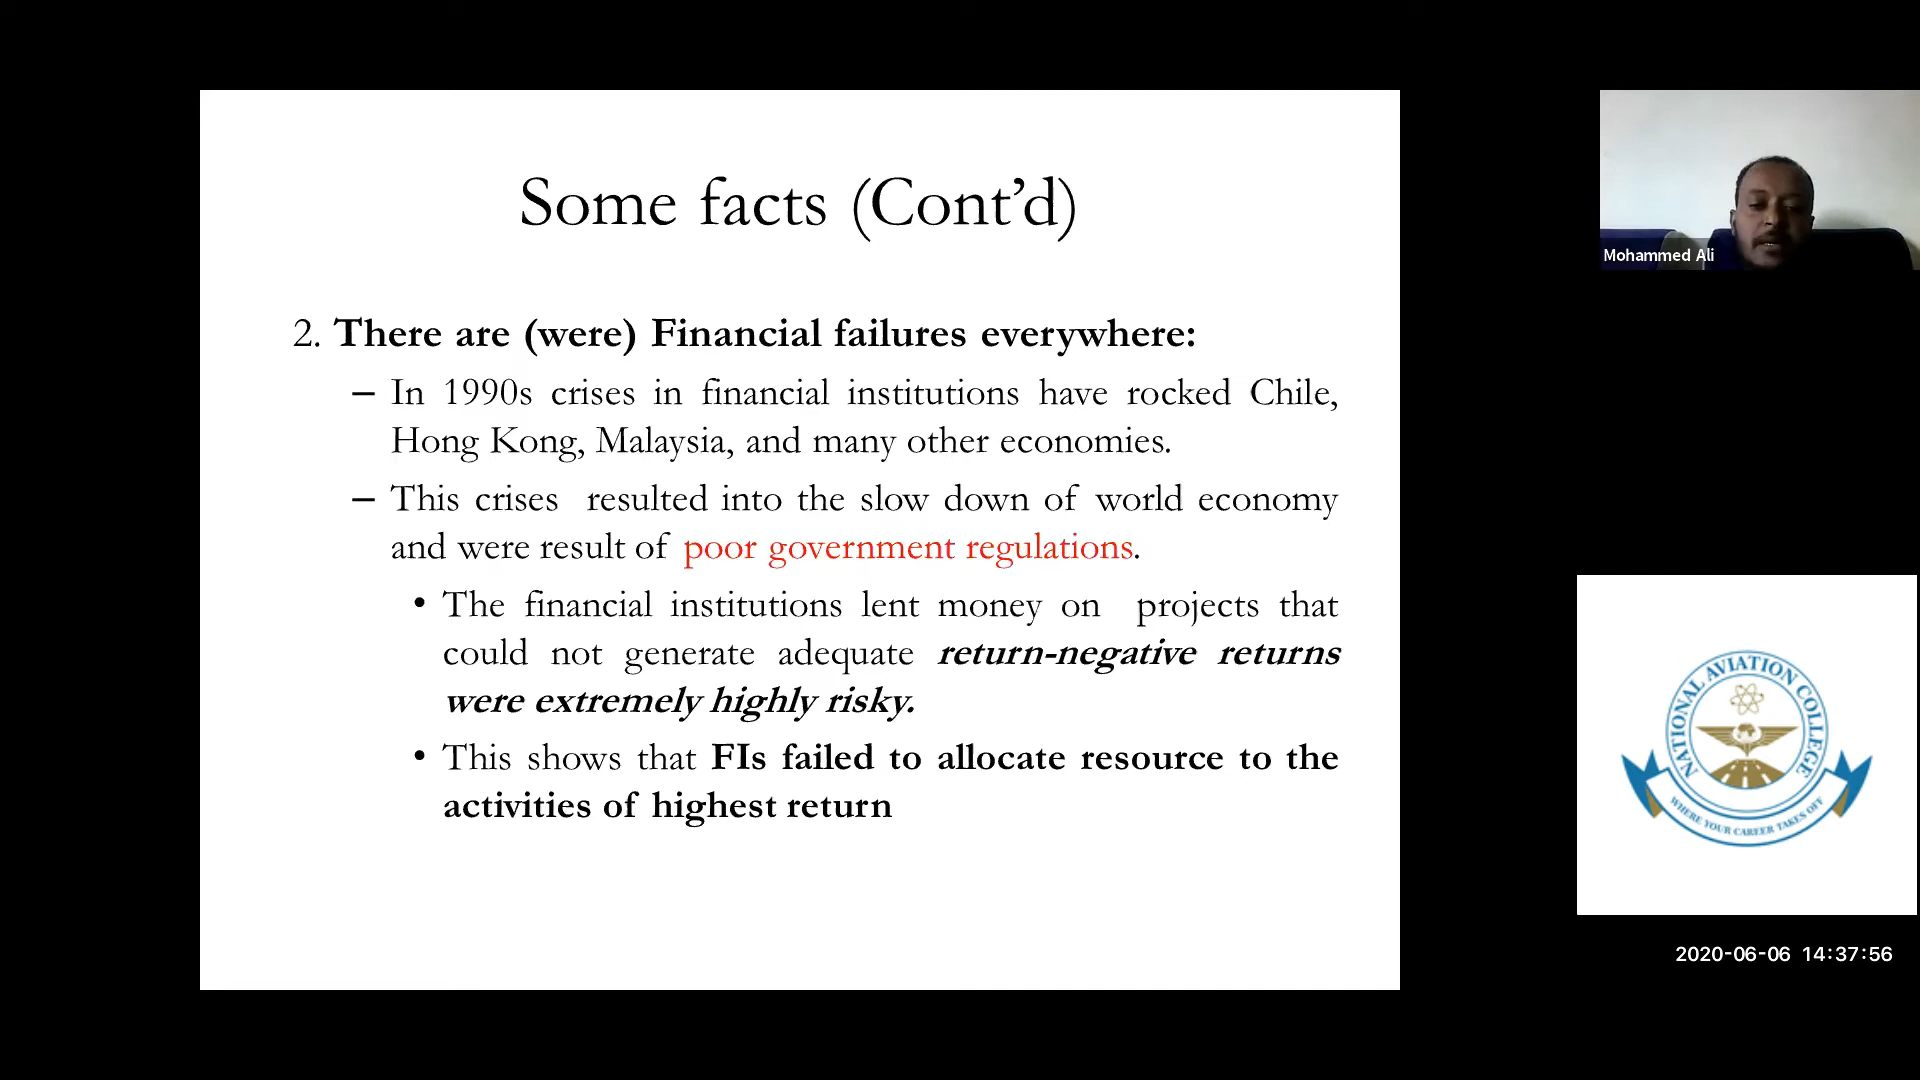 Some facts (Cont’d)
2. There are (were) Financial failures everywhere:
– In 1990s crises in financial institutions have rocked Chile,
Hong Kong, Malaysia, and many other economies.
– This crises resulted into the slow down of world economy
and were result of poor government regulations.
• The financial institutions lent money on projects that
could not generate adequate return-negative returns
were extremely highly risky.
• This shows that FIs failed to allocate resource to the
activities of highest return
Mohammed Ali
NATIONAL AVIATION COLLEGE
WHERE YOUR CAREER TAKES OFF
2020-06-06 14:37:56